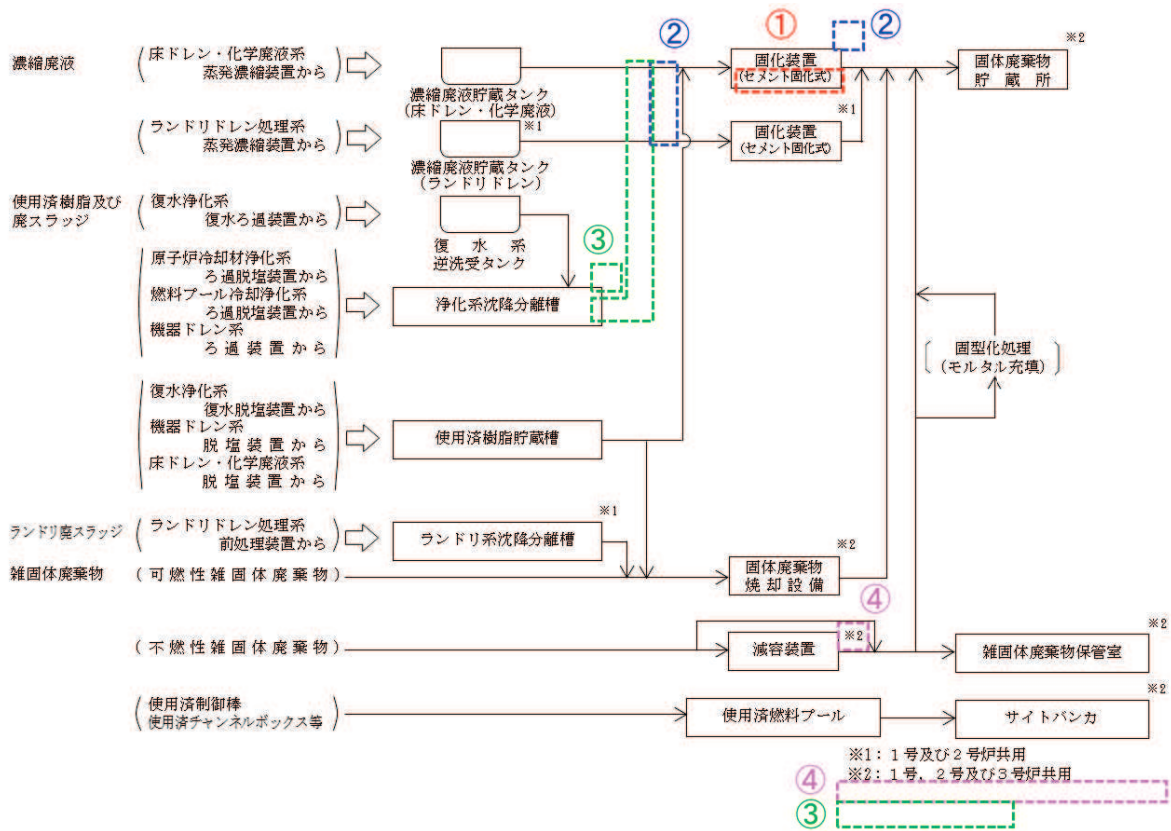 ② ① ② ※2
濃縮廃液
(床ドレン・化学廃液系
蒸発濃縮装置から)
濃縮廃液貯蔵タンク
(床ドレン・化学廃液)
固化装置
(セメント固化式)
固体廃棄物
貯蔵所
(ランドリドレン処理系
蒸発濃縮装置から)
※1
濃縮廃液貯蔵タンク
(ランドリドレン)
※1
固化装置
(セメント固化式)
使用済樹脂及び
廃スラッジ
(復水浄化系
復水ろ過装置から)
復水系
逆洗受タンク
③
(原子炉冷却材浄化系
ろ過脱塩装置から
燃料プール冷却浄化系
ろ過脱塩装置から
機器ドレン系
ろ過装置から)
浄化系沈降分離槽
〔固型化処理
(モルタル充填)〕
(復水浄化系
復水脱塩装置から
機器ドレン系
脱塩装置から
床ドレン・化学廃液系
脱塩装置から)
使用済樹脂貯蔵槽
ランドリ廃スラッジ
(ランドリドレン処理系
前処理装置から)
※1
ランドリ系沈降分離槽
雑固体廃棄物
(可燃性雑固体廃棄物)
※2
固体廃棄物
焼却設備
④
(不燃性雑固体廃棄物)
減容装置
※2
※2
雑固体廃棄物保管室
(使用済制御棒
使用済チャンネルボックス等)
使用済燃料プール
※2
サイトバンカ
※1:1号及び2号炉共用
※2:1号,2号及び3号炉共用
④
③